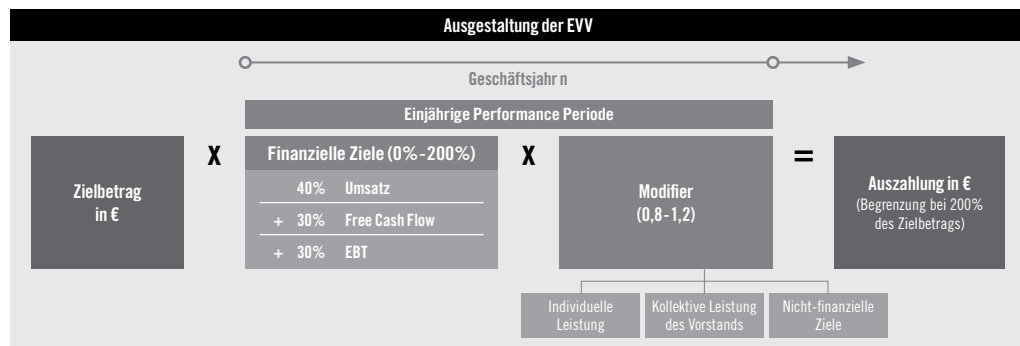 Ausgestaltung der EVV
Geschäftsjahr n
Einjährige Performance Periode
Zielbetrag
in €
X
Finanzielle Ziele (0%-200%)
40% Umsatz
+ 30% Free Cash Flow
+ 30% EBT
X
Modifier
(0,8-1,2)
=
Auszahlung in €
(Begrenzung bei 200%
des Zielbetrags)
Individuelle
Leistung
Kollektive Leistung
des Vorstands
Nicht-finanzielle
Ziele